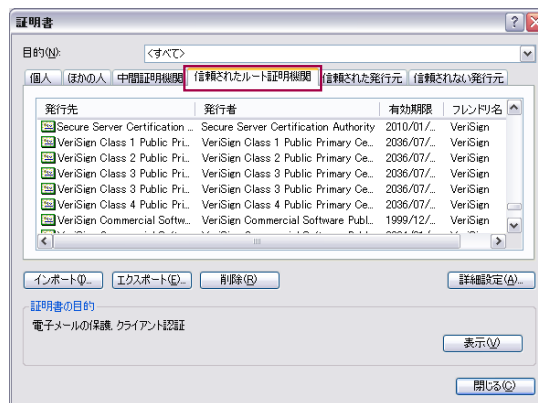 証明書
目的(N): <すべて>
個人 ほかの人 中間証明機関 信頼されたルート証明機関 信頼された発行元 信頼されない発行元
発行先 発行者 有効期限 フレンドリ名
Secure Server Certification ... Secure Server Certification Authority 2010/01/... VeriSign
VeriSign Class 1 Public Pri... VeriSign Class 1 Public Primary Ce... 2036/07/... VeriSign
VeriSign Class 2 Public Pri... VeriSign Class 2 Public Primary Ce... 2036/07/... VeriSign
VeriSign Class 3 Public Pri... VeriSign Class 3 Public Primary Ce... 2036/07/... VeriSign
VeriSign Class 3 Public Pri... VeriSign Class 3 Public Primary Ce... 2036/07/... VeriSign
VeriSign Class 4 Public Pri... VeriSign Class 4 Public Primary Ce... 2036/07/... VeriSign
VeriSign Commercial Softw... VeriSign Commercial Software Publ... 1999/12/... VeriSign
インポート(I)... エクスポート(E)... 削除(R) 詳細設定(A)...
証明書の目的
電子メールの保護, クライアント認証
表示(V)
閉じる(C)